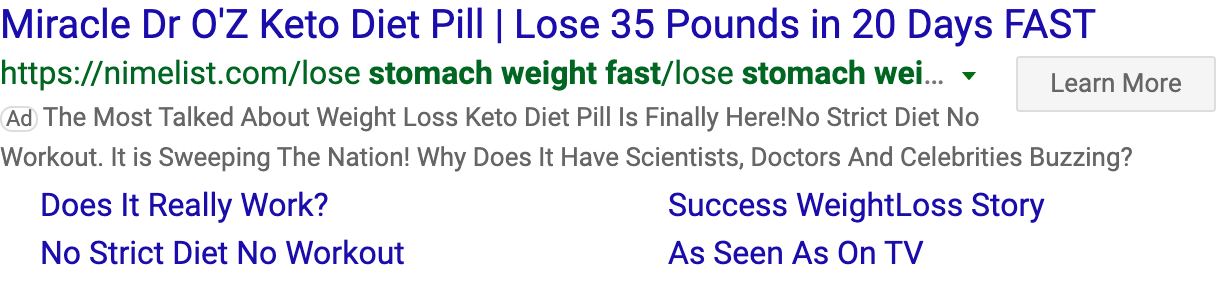 Miracle Dr O'Z Keto Diet Pill | Lose 35 Pounds in 20 Days FAST
https://nimelist.com/lose stomach weight fast/lose stomach wei...
Learn More
Ad The Most Talked About Weight Loss Keto Diet Pill Is Finally Here!No Strict Diet No
Workout. It is Sweeping The Nation! Why Does It Have Scientists, Doctors And Celebrities Buzzing?
Does It Really Work?
Success WeightLoss Story
No Strict Diet No Workout
As Seen As On TV